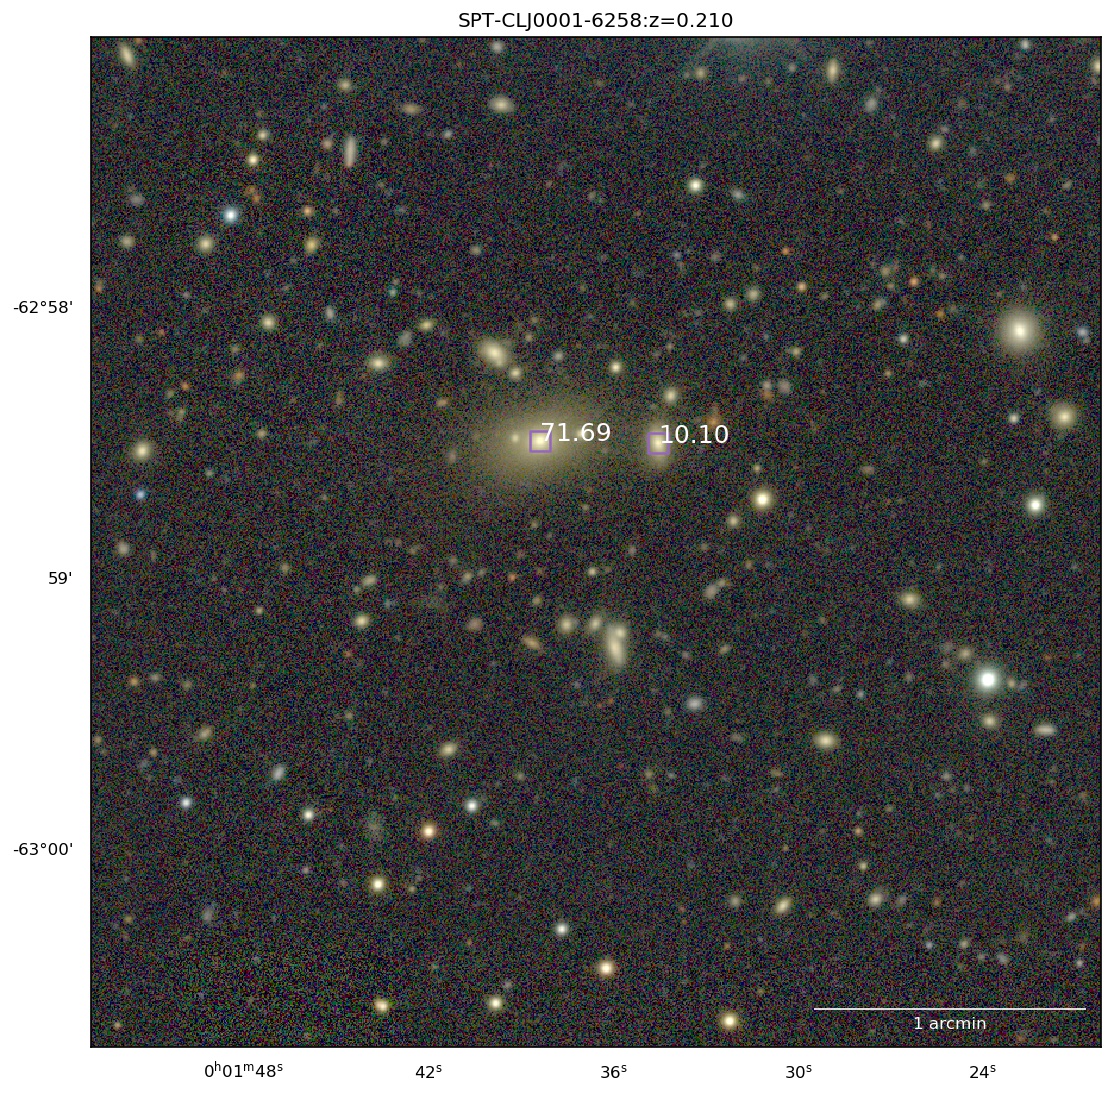 SPT-CLJ0001-6258:z=0.210
-62°58'
71.69
10.10
59'
-63°00'
1 arcmin
0ʰ01ᵐ48ˢ 42ˢ 36ˢ 30ˢ 24ˢ